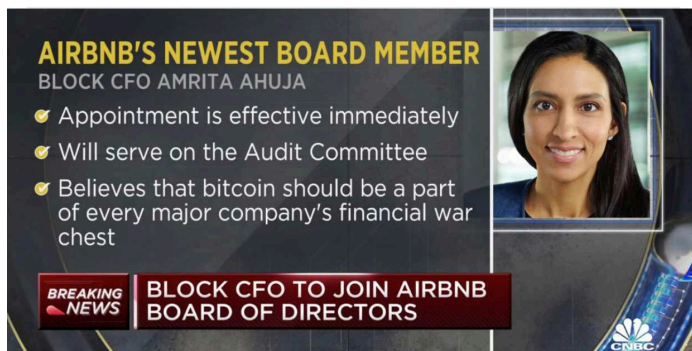 AIRBNB'S NEWEST BOARD MEMBER
BLOCK CFO AMRITA AHUJA
Appointment is effective immediately
Will serve on the Audit Committee
Believes that bitcoin should be a part
of every major company's financial war
chest
BREAKING
NEWS
BLOCK CFO TO JOIN AIRBNB
BOARD OF DIRECTORS
CNBC